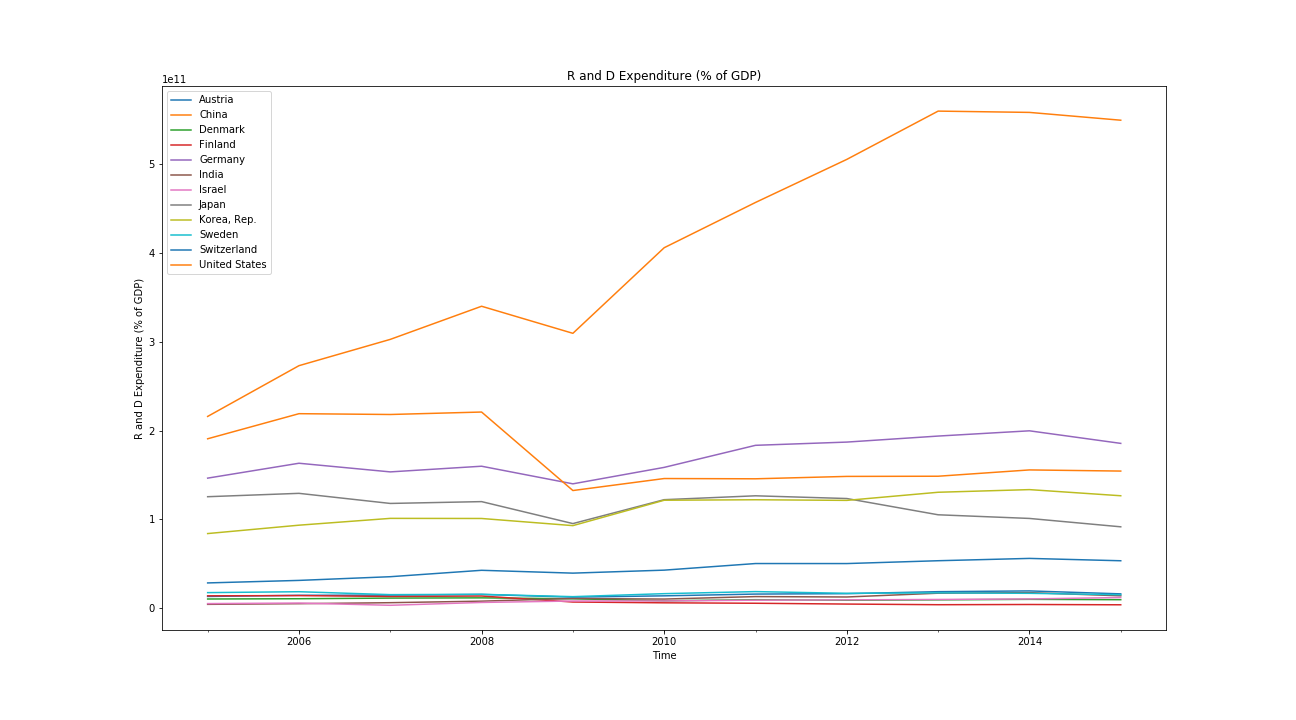 R and D Expenditure (% of GDP)
1e11
Austria
China
Denmark
Finland
Germany
India
Israel
Japan
Korea, Rep.
Sweden
Switzerland
United States
R and D Expenditure (% of GDP)
5
4
3
2
1
0
2006 2008 2010 2012 2014
Time